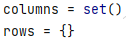 columns = set()
rows = {}